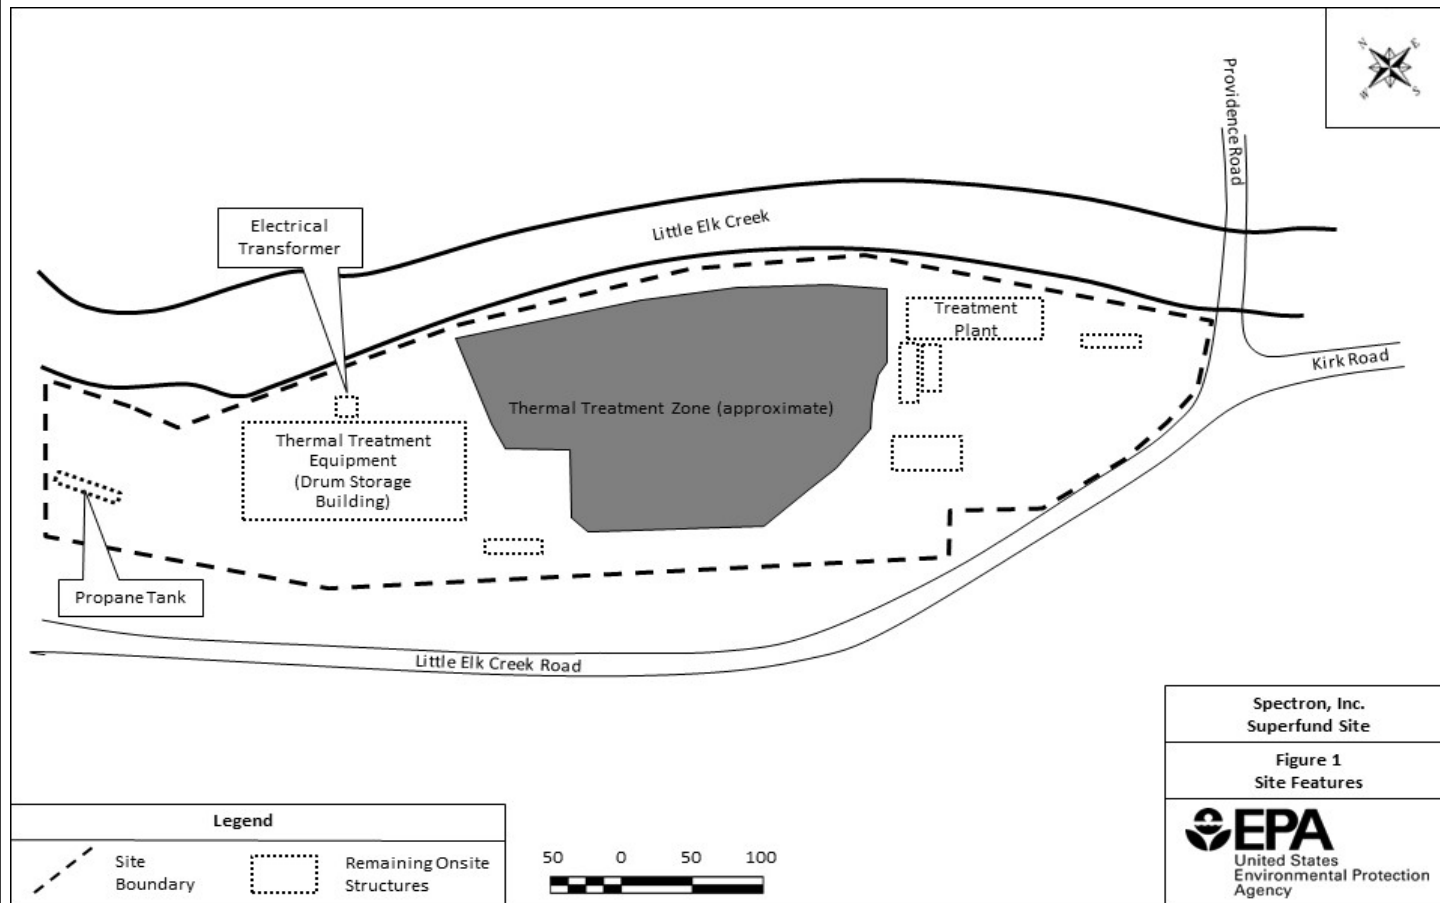 N
E
W
S
Providence Road
Little Elk Creek
Electrical
Transformer
Treatment
Plant
Kirk Road
Thermal Treatment Zone (approximate)
Thermal Treatment
Equipment
(Drum Storage
Building)
Propane Tank
Little Elk Creek Road
Spectron, Inc.
Superfund Site
Figure 1
Site Features
EPA
United States
Environmental Protection
Agency
Legend
Site
Boundary
Remaining Onsite
Structures
50 0 50 100